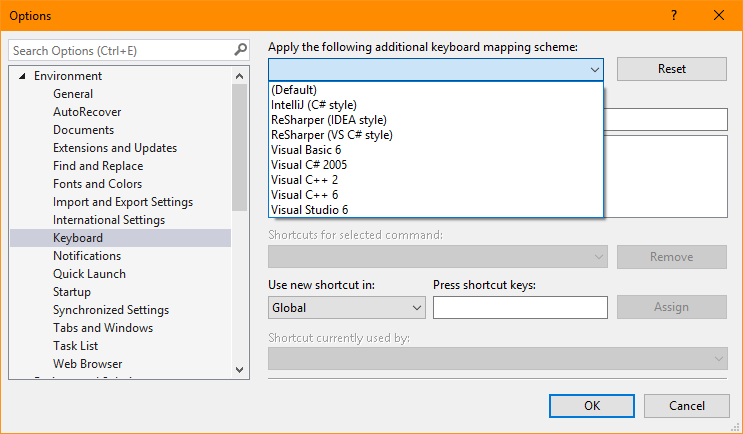 Options
?
Search Options (Ctrl+E)
Environment
General
AutoRecover
Documents
Extensions and Updates
Find and Replace
Fonts and Colors
Import and Export Settings
International Settings
Keyboard
Notifications
Quick Launch
Startup
Synchronized Settings
Tabs and Windows
Task List
Web Browser
Apply the following additional keyboard mapping scheme:
Reset
(Default)
IntelliJ (C# style)
ReSharper (IDEA style)
ReSharper (VS C# style)
Visual Basic 6
Visual C# 2005
Visual C++ 2
Visual C++ 6
Visual Studio 6
Shortcuts for selected command:
Remove
Use new shortcut in:
Press shortcut keys:
Global
Assign
Shortcut currently used by:
OK
Cancel